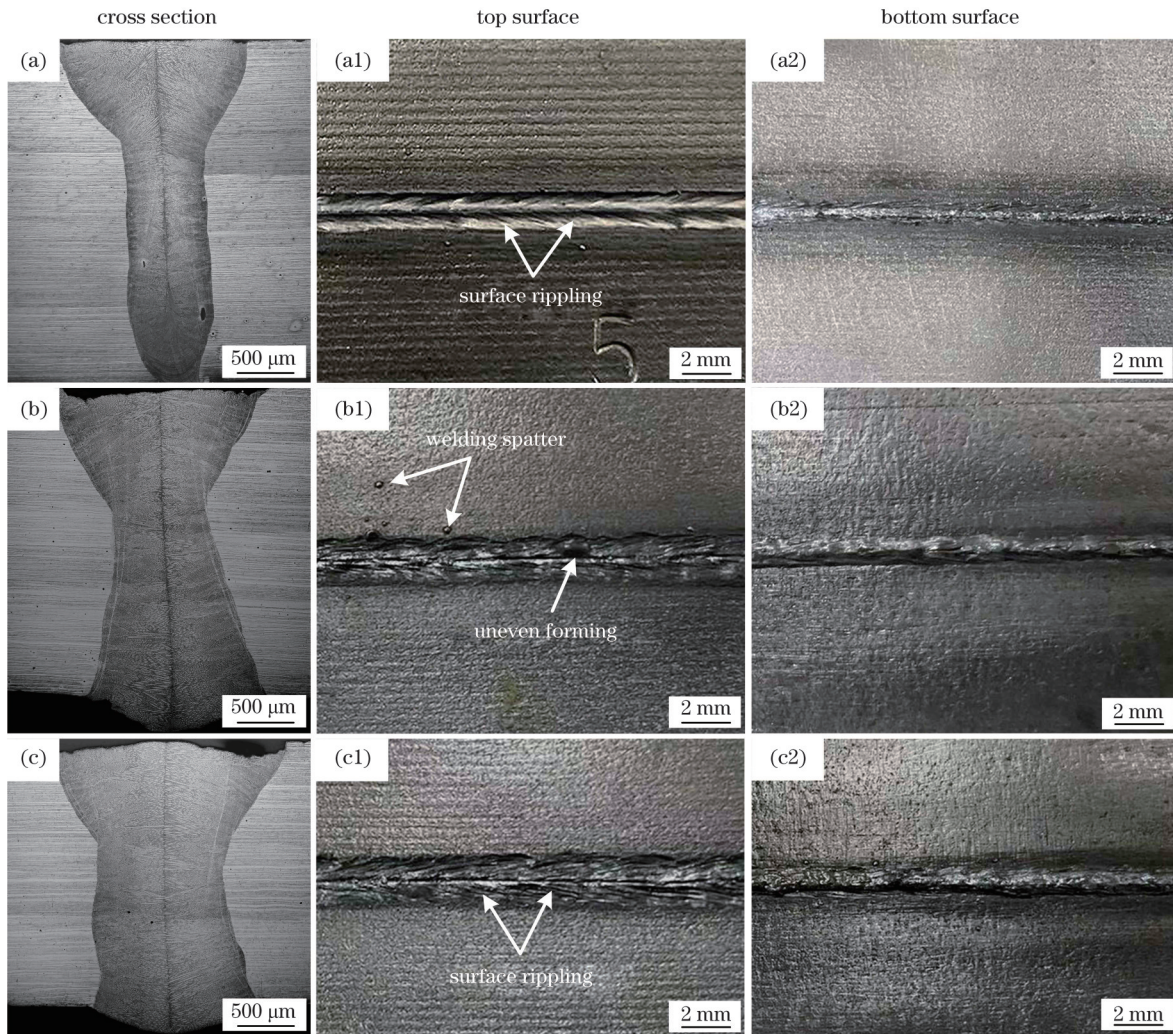 cross section
top surface
bottom surface
(a)
500 μm
(a1)
surface rippling
5
2 mm
(a2)
2 mm
(b)
500 μm
(b1)
welding spatter
uneven forming
2 mm
(b2)
2 mm
(c)
500 μm
(c1)
surface rippling
2 mm
(c2)
2 mm